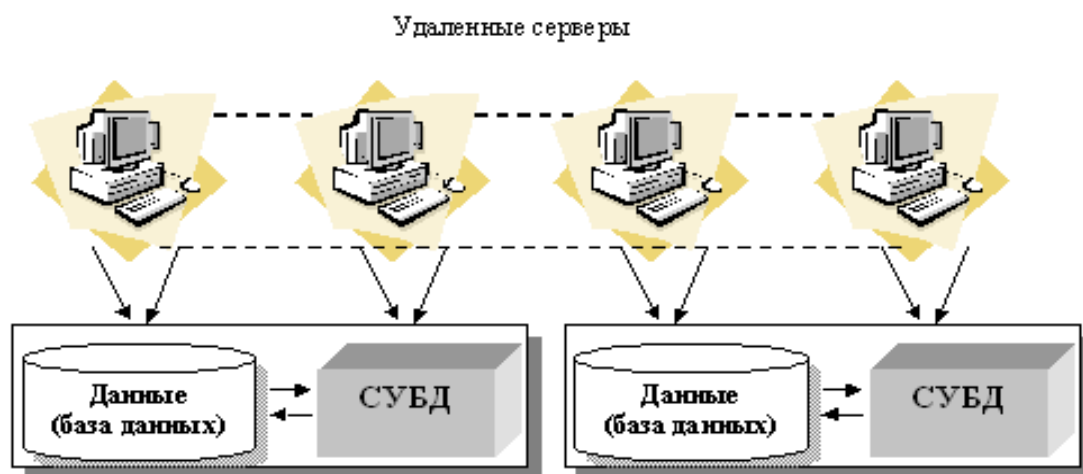 Удаленные серверы
Данные
(база данных)
СУБД
Данные
(база данных)
СУБД